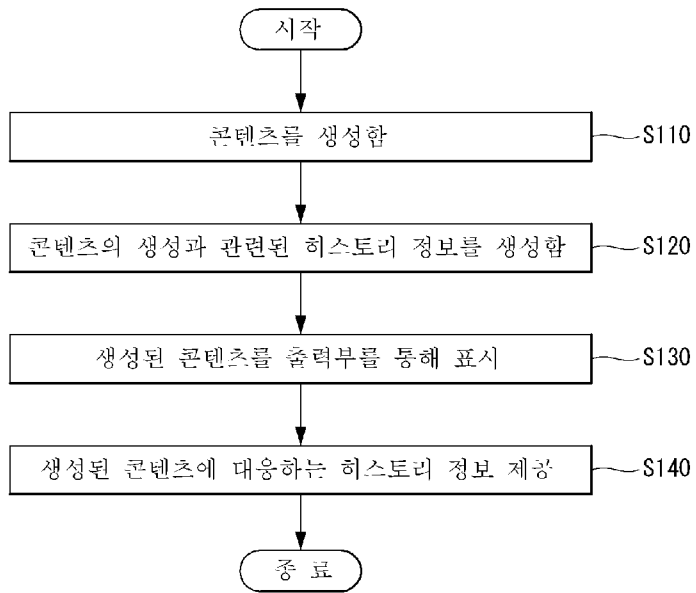 시작
콘텐츠를 생성함
S110
콘텐츠의 생성과 관련된 히스토리 정보를 생성함
S120
생성된 콘텐츠를 출력부를 통해 표시
S130
생성된 콘텐츠에 대응하는 히스토리 정보 제공
S140
종료